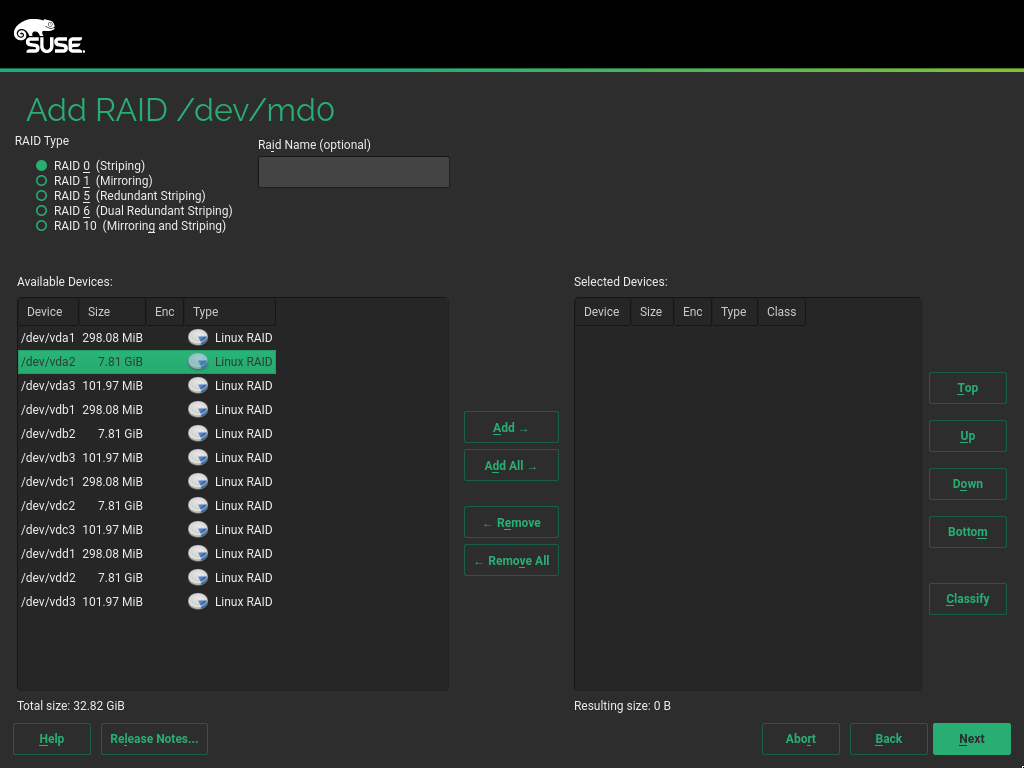 SUSE
Add RAID /dev/md0
RAID Type
Raid Name (optional)
RAID 0 (Striping)
RAID 1 (Mirroring)
RAID 5 (Redundant Striping)
RAID 6 (Dual Redundant Striping)
RAID 10 (Mirroring and Striping)
Available Devices:
Device Size Enc Type
/dev/vda1 298.08 MiB Linux RAID
/dev/vda2 7.81 GiB Linux RAID
/dev/vda3 101.97 MiB Linux RAID
/dev/vdb1 298.08 MiB Linux RAID
/dev/vdb2 7.81 GiB Linux RAID
/dev/vdb3 101.97 MiB Linux RAID
/dev/vdc1 298.08 MiB Linux RAID
/dev/vdc2 7.81 GiB Linux RAID
/dev/vdc3 101.97 MiB Linux RAID
/dev/vdd1 298.08 MiB Linux RAID
/dev/vdd2 7.81 GiB Linux RAID
/dev/vdd3 101.97 MiB Linux RAID
Total size: 32.82 GiB
Add →
Add All →
← Remove
← Remove All
Selected Devices:
Device Size Enc Type Class
Resulting size: 0 B
Top
Up
Down
Bottom
Classify
Help Release Notes... Abort Back Next